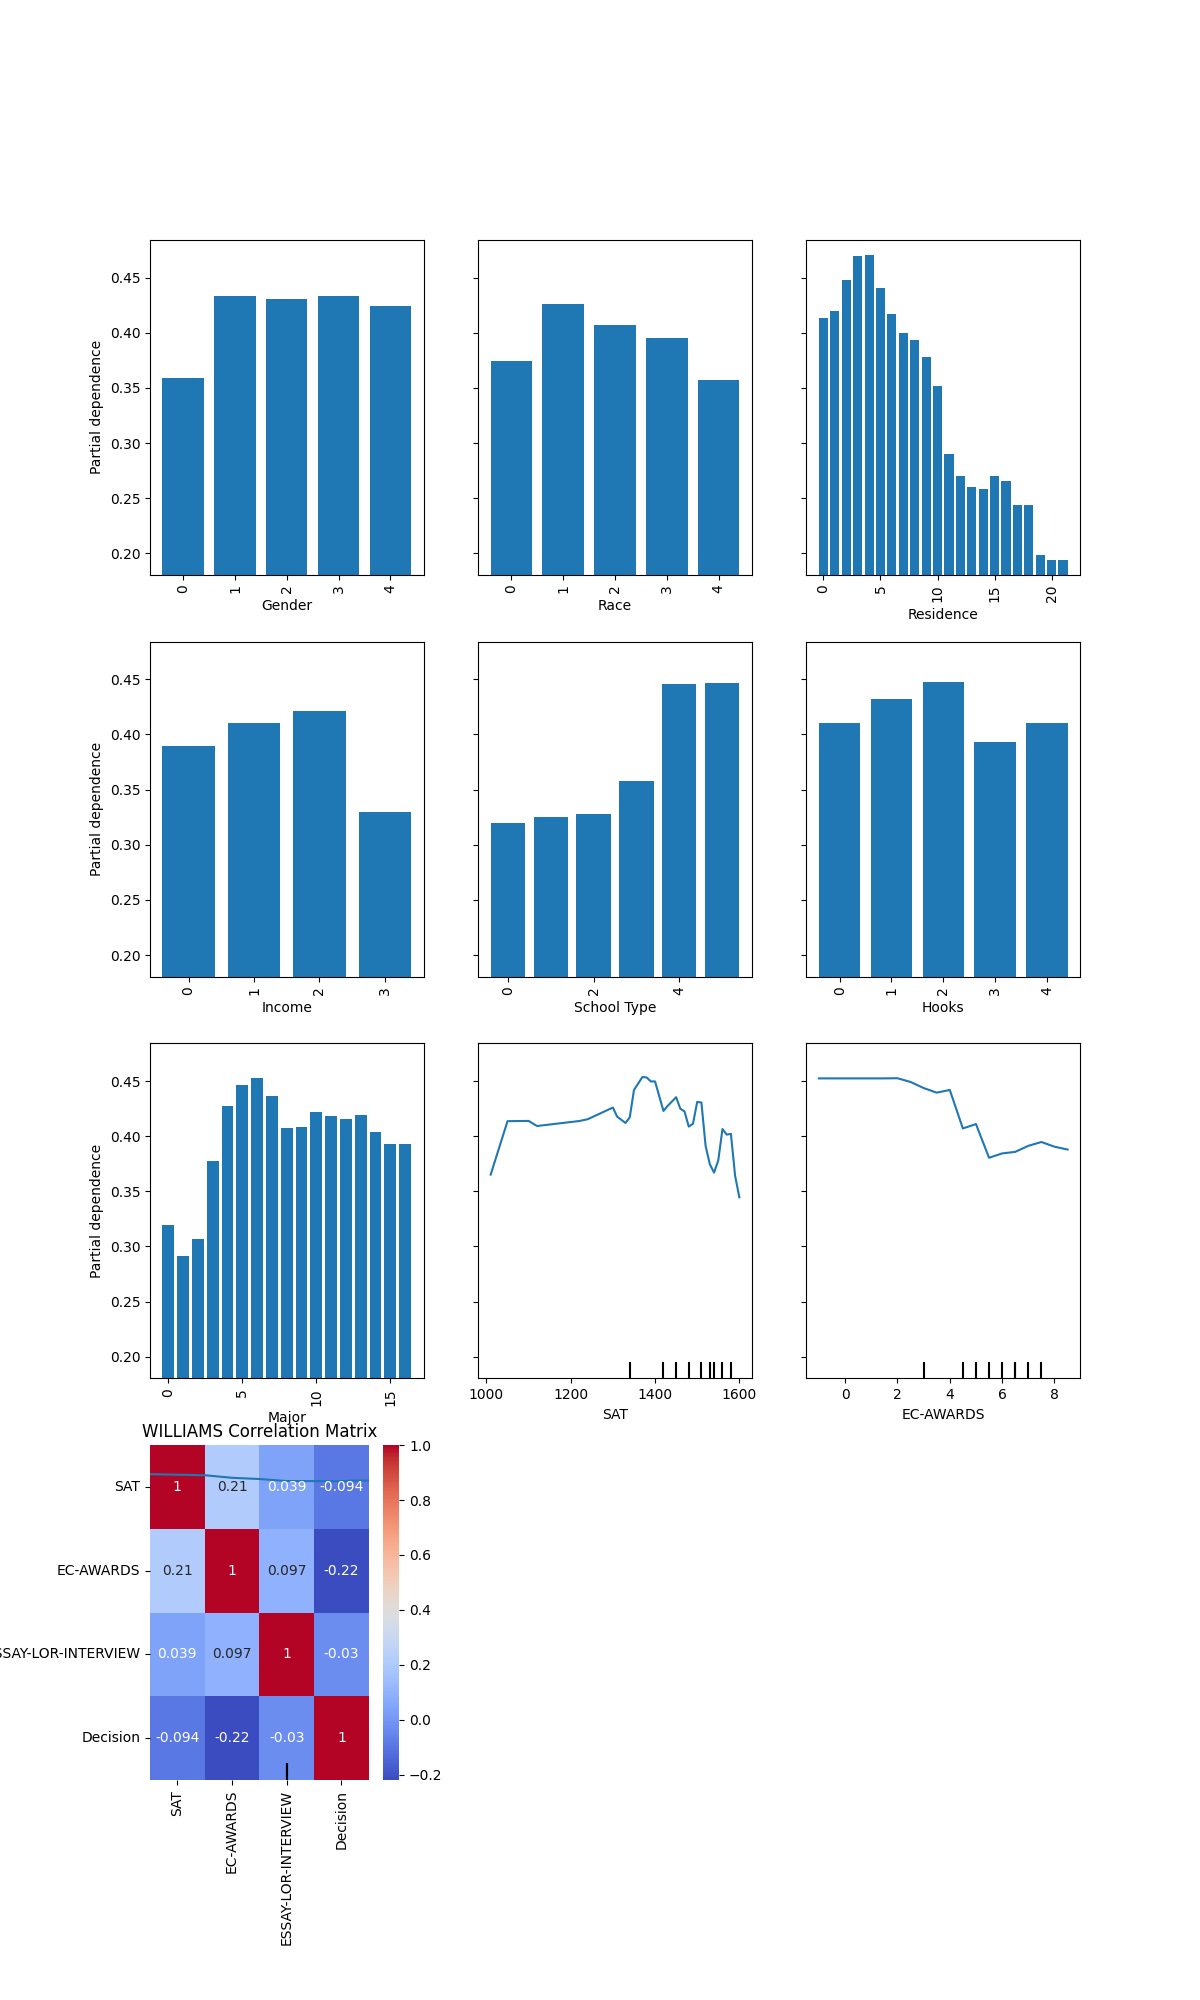 0.45
0.40
0.35
0.30
0.25
0.20
Partial dependence
0 1 2 3 4
Gender
0 1 2 3 4
Race
0 5 10 15 20
Residence
0.45
0.40
0.35
0.30
0.25
0.20
Partial dependence
0 1 2 3
Income
0 2 4
School Type
0 1 2 3 4
Hooks
0.45
0.40
0.35
0.30
0.25
0.20
Partial dependence
0 5 10 15
Major
1000 1200 1400 1600
SAT
0 2 4 6 8
EC-AWARDS
WILLIAMS Correlation Matrix
SAT 1 0.21 0.039 -0.094
EC-AWARDS 0.21 1 0.097 -0.22
SSAY-LOR-INTERVIEW 0.039 0.097 1 -0.03
Decision -0.094 -0.22 -0.03 1
SAT
EC-AWARDS
ESSAY-LOR-INTERVIEW
Decision
1.0
0.8
0.6
0.4
0.2
0.0
−0.2